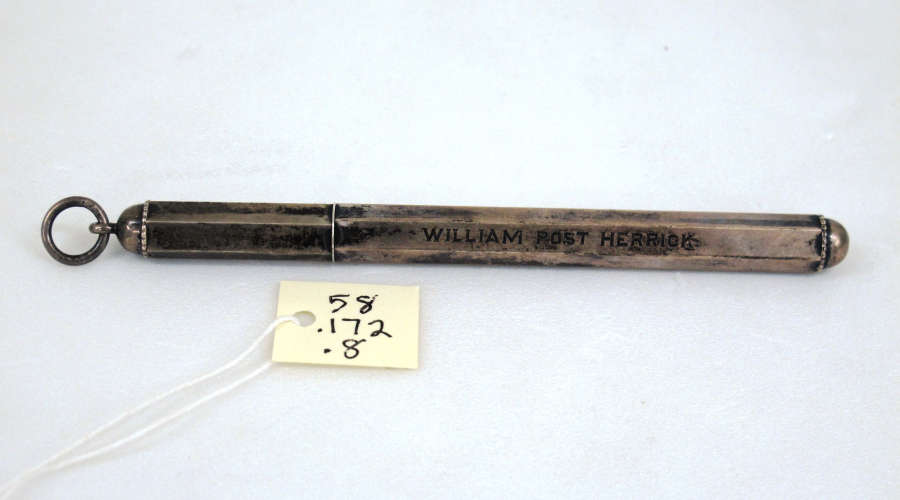 WILLIAM POST HERRICK
58
.172
.8